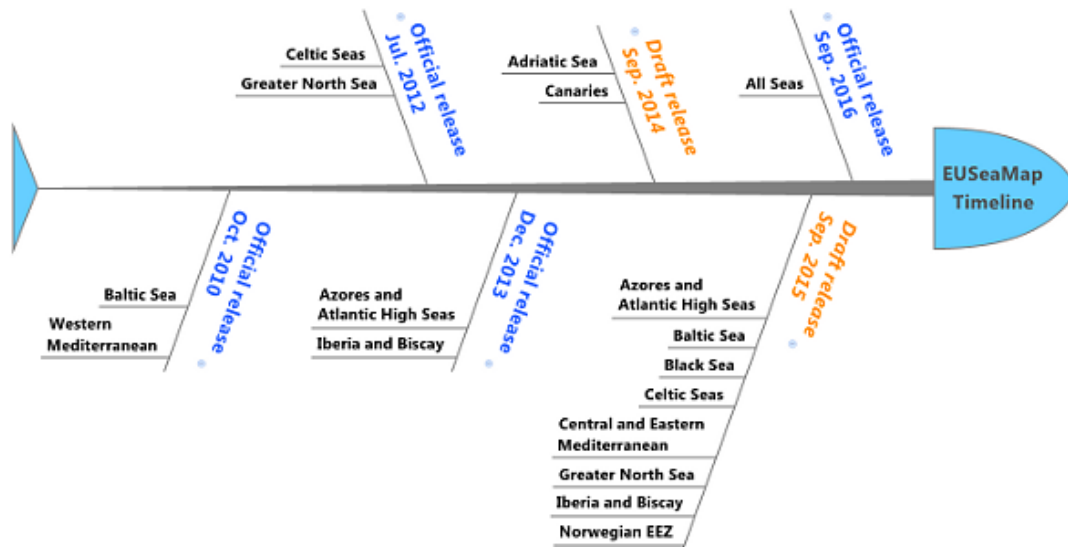 Celtic Seas
Greater North Sea
Official release
Jul. 2012
Adriatic Sea
Canaries
Draft release
Sep. 2014
All Seas
Official release
Sep. 2016
EUSeaMap
Timeline
Baltic Sea
Western
Mediterranean
Official release
Oct. 2010
Azores and
Atlantic High Seas
Iberia and Biscay
Official release
Dec. 2013
Azores and
Atlantic High Seas
Baltic Sea
Black Sea
Celtic Seas
Central and Eastern
Mediterranean
Greater North Sea
Iberia and Biscay
Norwegian EEZ
Draft release
Sep. 2015